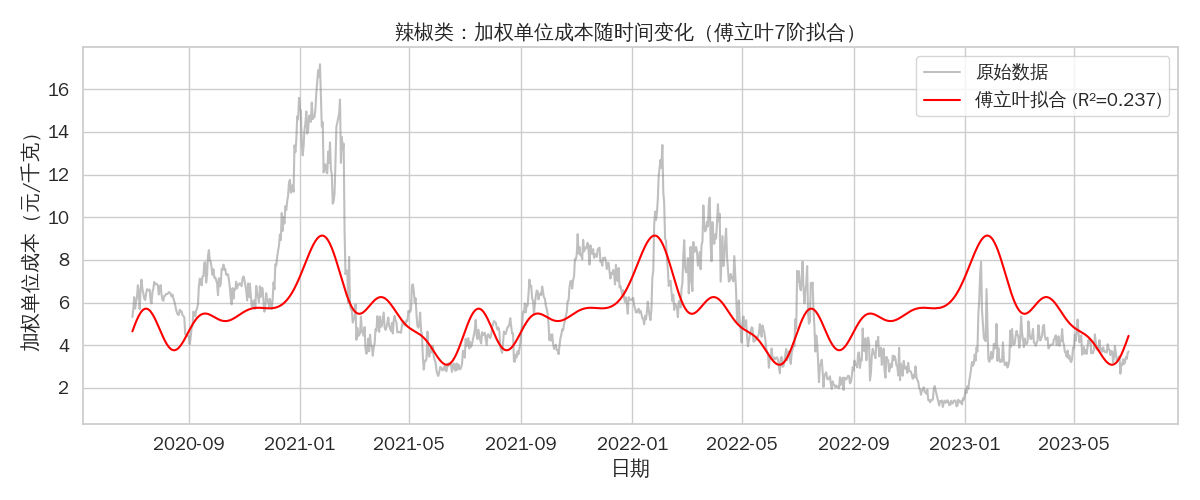 辣椒类：加权单位成本随时间变化（傅立叶7阶拟合）
原始数据
傅立叶拟合 (R²=0.237)
加权单位成本（元/千克）
16
14
12
10
8
6
4
2
2020-09 2021-01 2021-05 2021-09 2022-01 2022-05 2022-09 2023-01 2023-05
日期